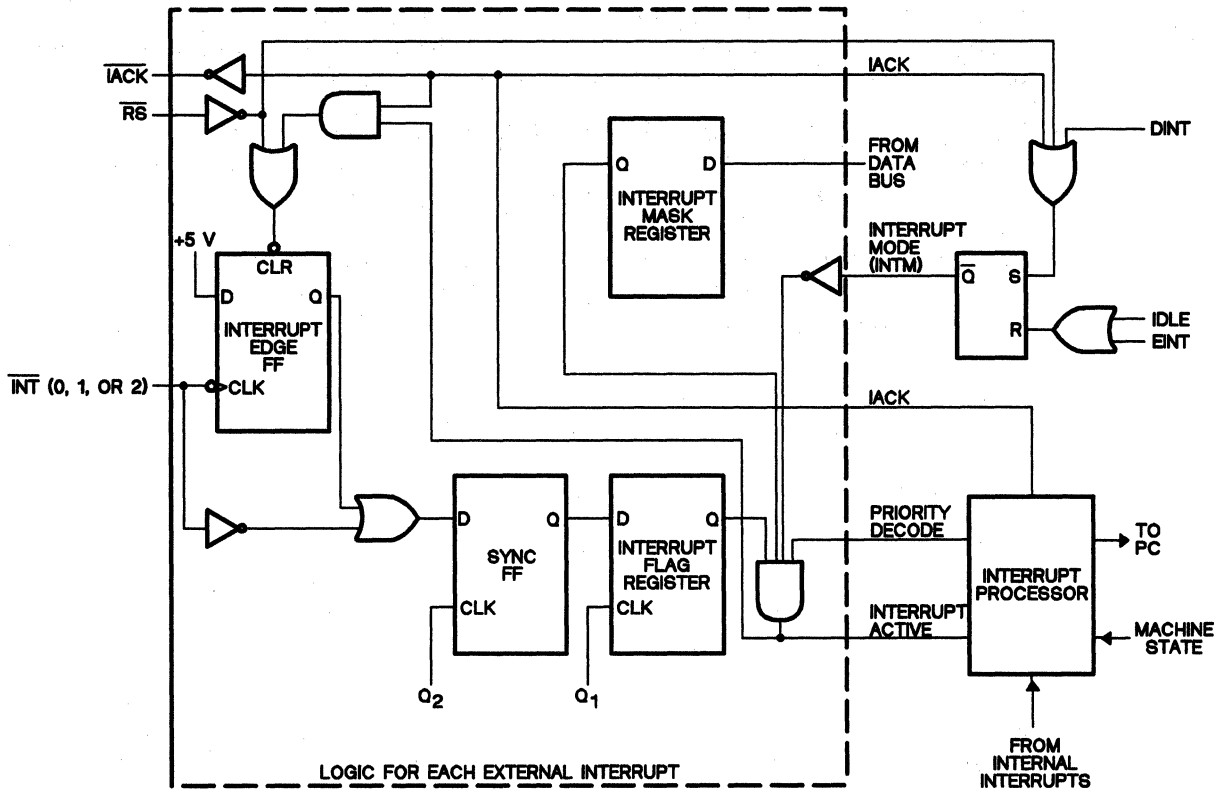 IACK
IACK
RS
DINT
FROM
DATA
BUS
Q
D
INTERRUPT
MASK
REGISTER
+5 V
CLR
INTERRUPT
MODE
(INTM)
Q
S
R
IDLE
EINT
D
Q
INTERRUPT
EDGE
FF
CLK
INT (0, 1, OR 2)
IACK
D
Q
SYNC
FF
CLK
D
Q
INTERRUPT
FLAG
REGISTER
CLK
PRIORITY
DECODE
INTERRUPT
ACTIVE
INTERRUPT
PROCESSOR
TO
PC
MACHINE
STATE
Q2
Q1
FROM
INTERNAL
INTERRUPTS
LOGIC FOR EACH EXTERNAL INTERRUPT